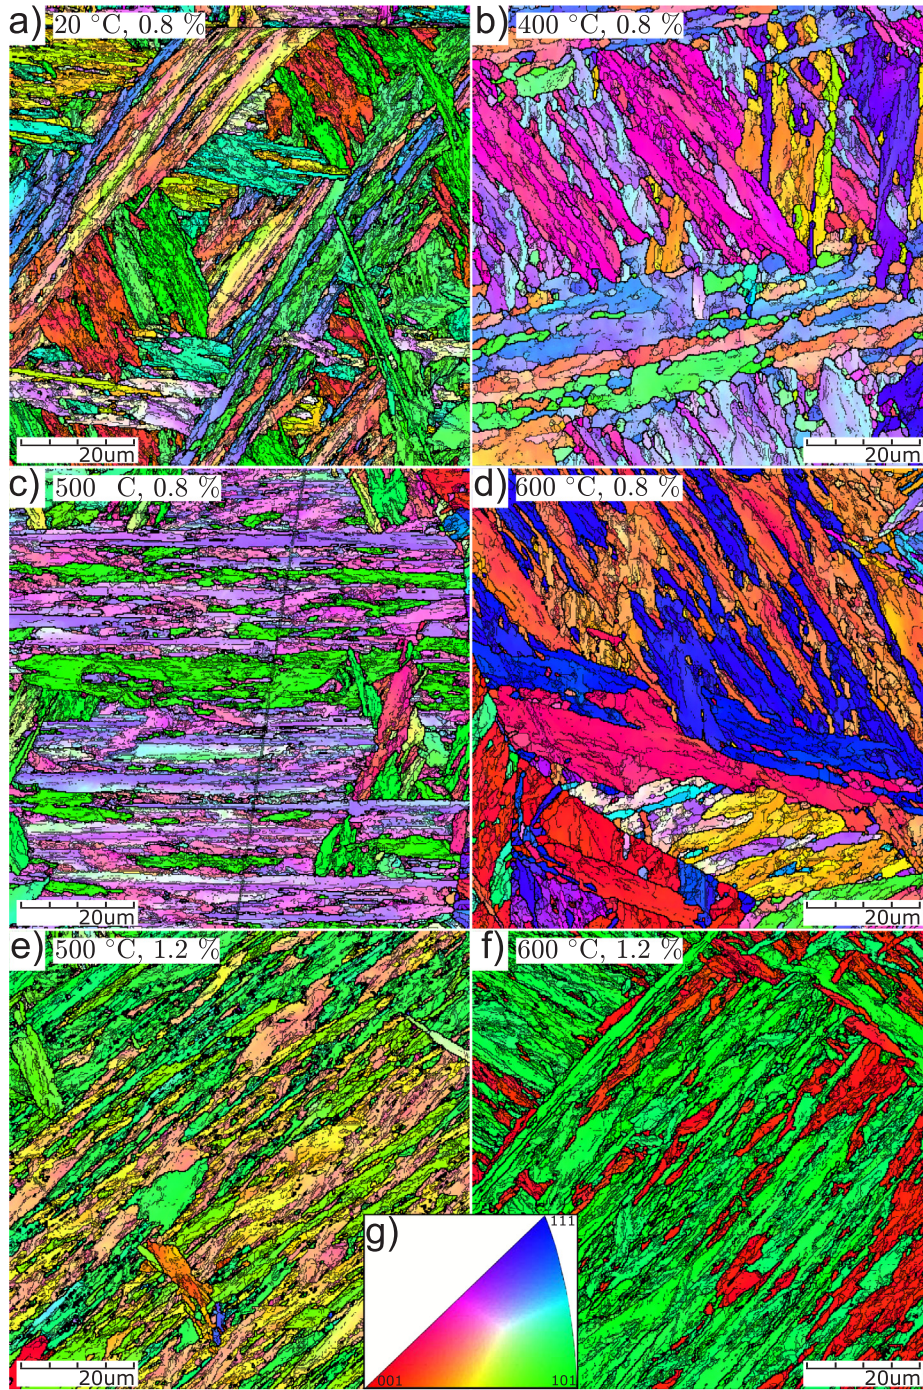 a) 20 °C, 0.8 %
b) 400 °C, 0.8 %
20um
20um
c) 500 °C, 0.8 %
d) 600 °C, 0.8 %
20um
20um
e) 500 °C, 1.2 %
f) 600 °C, 1.2 %
g)
111
001
101
20um
20um